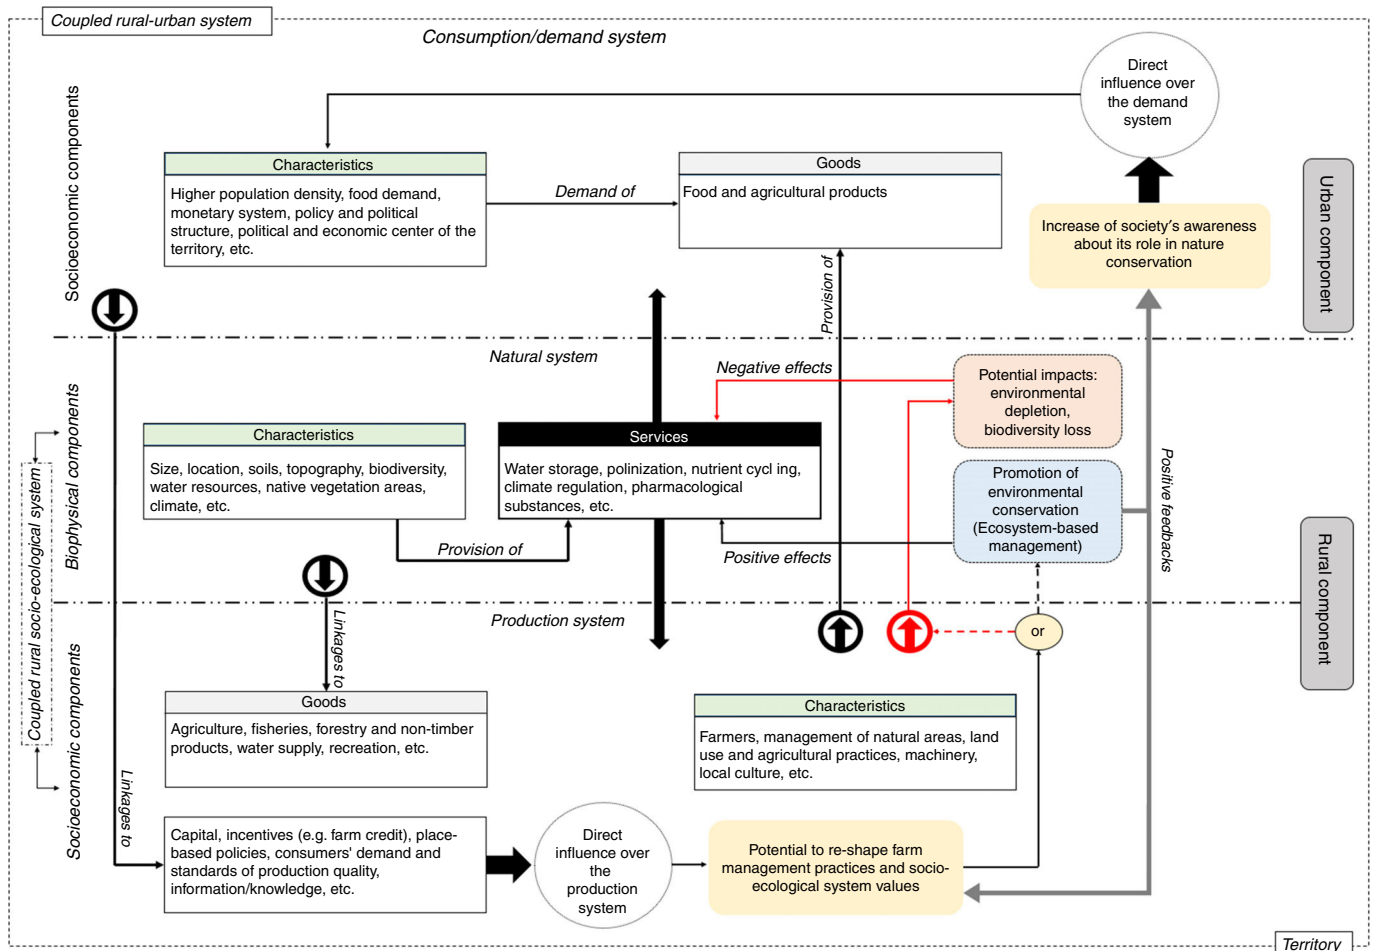 Coupled rural-urban system
Consumption/demand system
Socioeconomic components
Direct
influence over
the demand
system
Characteristics
Higher population density, food demand,
monetary system, policy and political
structure, political and economic center of the
territory, etc.
Demand of
Goods
Food and agricultural products
Increase of society's awareness
about its role in nature
conservation
Urban component
Provision of
Natural system
Negative effects
Potential impacts:
environmental
depletion,
biodiversity loss
Biophysical components
Coupled rural socio-ecological system
Characteristics
Size, location, soils, topography, biodiversity,
water resources, native vegetation areas,
climate, etc.
Provision of
Services
Water storage, polinization, nutrient cycl ing,
climate regulation, pharmacological
substances, etc.
Positive effects
Promotion of
environmental
conservation
(Ecosystem-based
management)
Positive feedbacks
Rural component
Production system
Linkages to
or
Socioeconomic components
Goods
Agriculture, fisheries, forestry and non-timber
products, water supply, recreation, etc.
Characteristics
Farmers, management of natural areas, land
use and agricultural practices, machinery,
local culture, etc.
Linkages to
Capital, incentives (e.g. farm credit), place-
based policies, consumers' demand and
standards of production quality,
information/knowledge, etc.
Direct
influence over
the
production
system
Potential to re-shape farm
management practices and socio-
ecological system values
Territory